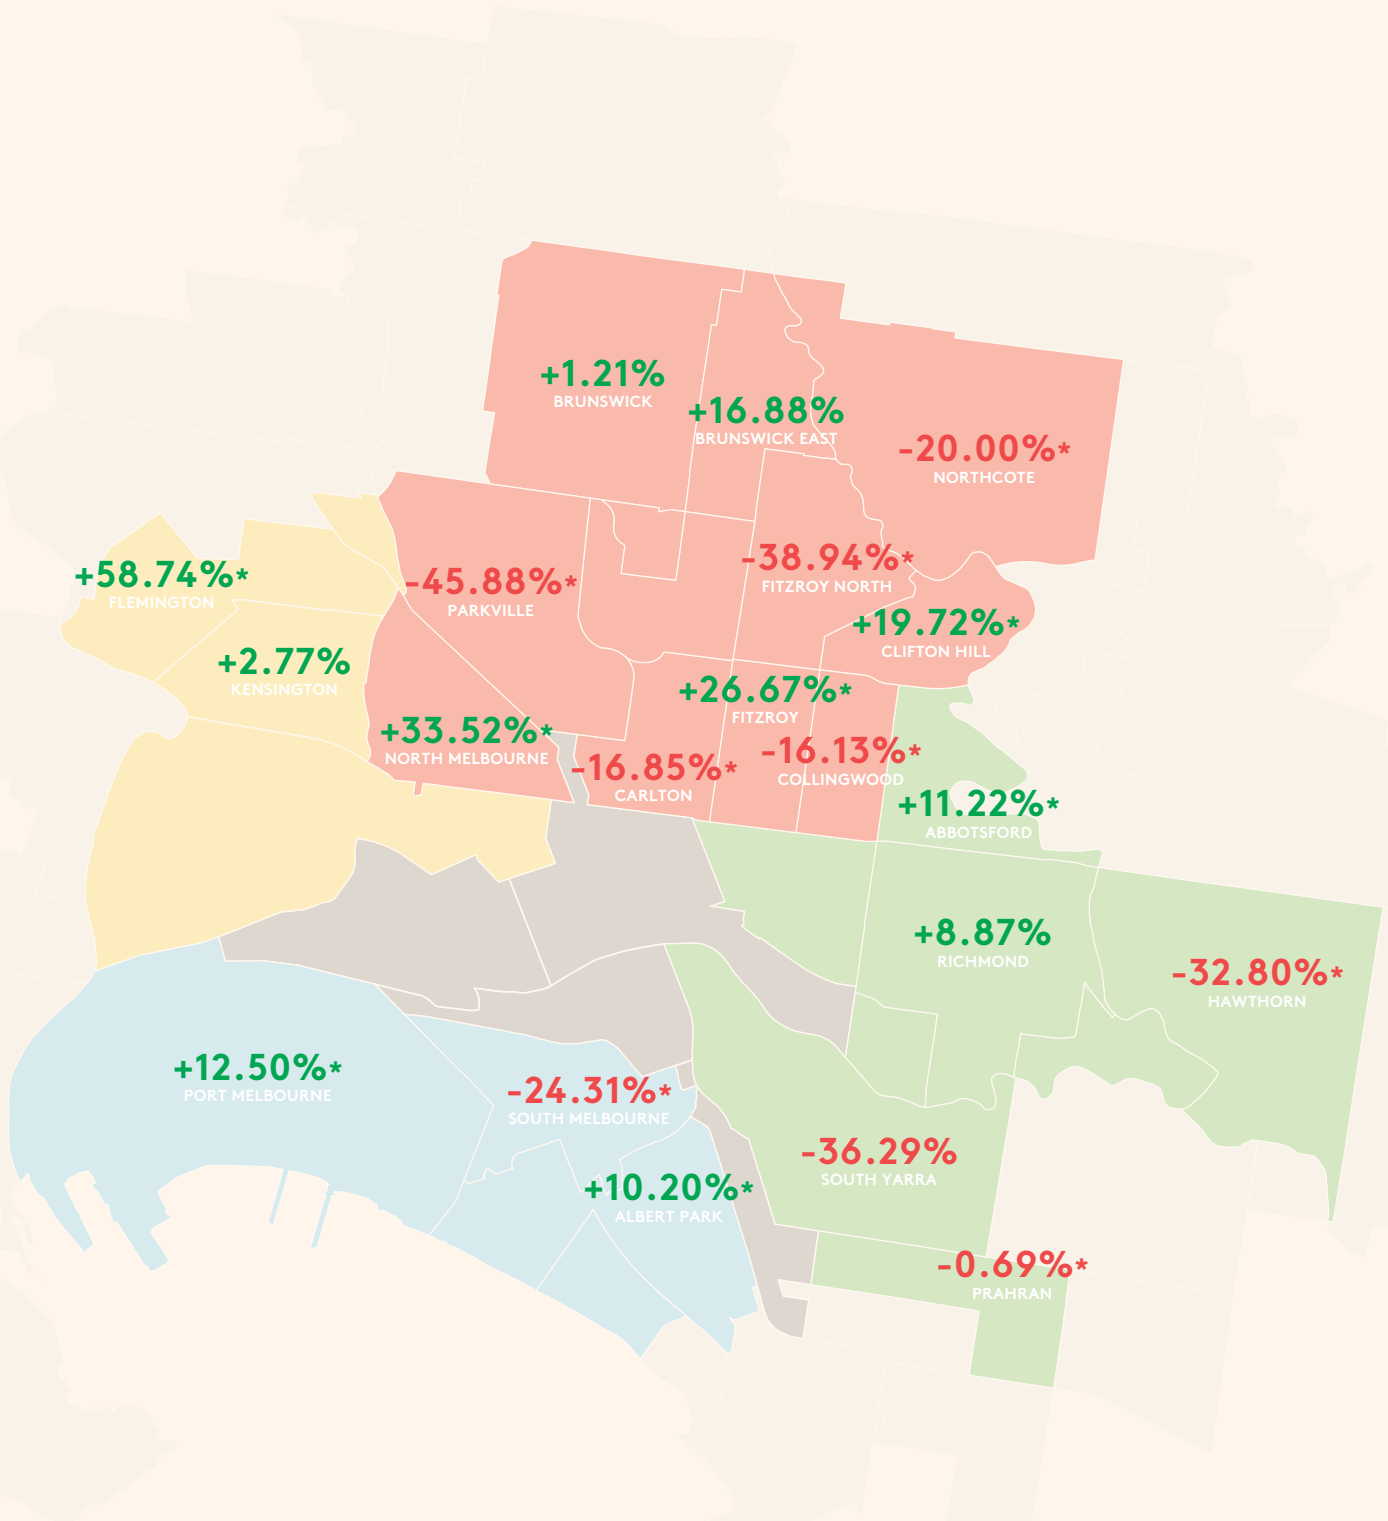 +1.21%
BRUNSWICK
+16.88%
BRUNSWICK EAST
-20.00%*
NORTHCOTE
+58.74%*
FLEMINGTON
-45.88%*
PARKVILLE
-38.94%*
FITZROY NORTH
+19.72%*
CLIFTON HILL
+2.77%
KENSINGTON
+26.67%*
FITZROY
+33.52%*
NORTH MELBOURNE
-16.85%*
CARLTON
-16.13%*
COLLINGWOOD
+11.22%*
ABBOTSFORD
+8.87%
RICHMOND
-32.80%*
HAWTHORN
+12.50%*
PORT MELBOURNE
-24.31%*
SOUTH MELBOURNE
-36.29%
SOUTH YARRA
+10.20%*
ALBERT PARK
-0.69%*
PRAHRAN